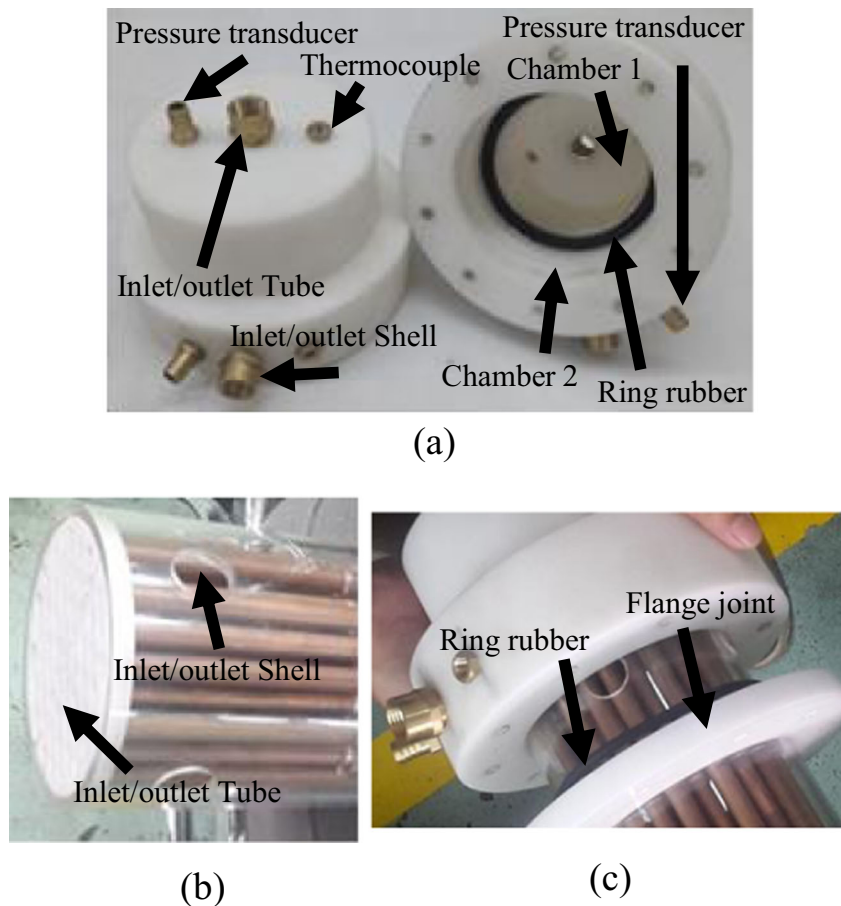 Pressure transducer
Pressure transducer
Thermocouple
Chamber 1
Inlet/outlet Tube
Inlet/outlet Shell
Chamber 2
Ring rubber
(a)
Inlet/outlet Shell
Inlet/outlet Tube
(b)
Flange joint
Ring rubber
(c)